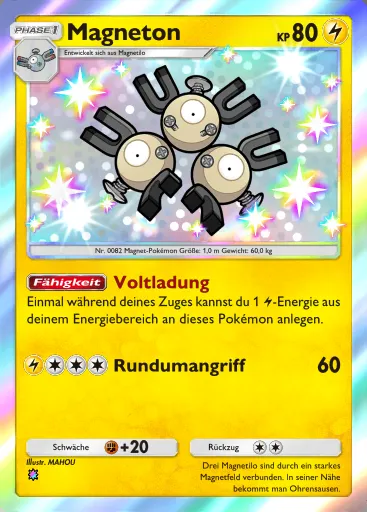 PHASE 1
Magneton
KP 80
Entwickelt sich aus Magnetilo
Nr. 0082 Magnet-Pokémon Größe: 1,0 m Gewicht: 60,0 kg
Fähigkeit Voltladung
Einmal während deines Zuges kannst du 1 -Energie aus
deinem Energiebereich an dieses Pokémon anlegen.
Rundumangriff 60
Schwäche +20 Rückzug
Illustr. MAHOU
Drei Magnetilo sind durch ein starkes
Magnetfeld verbunden. In seiner Nähe
bekommt man Ohrensausen.